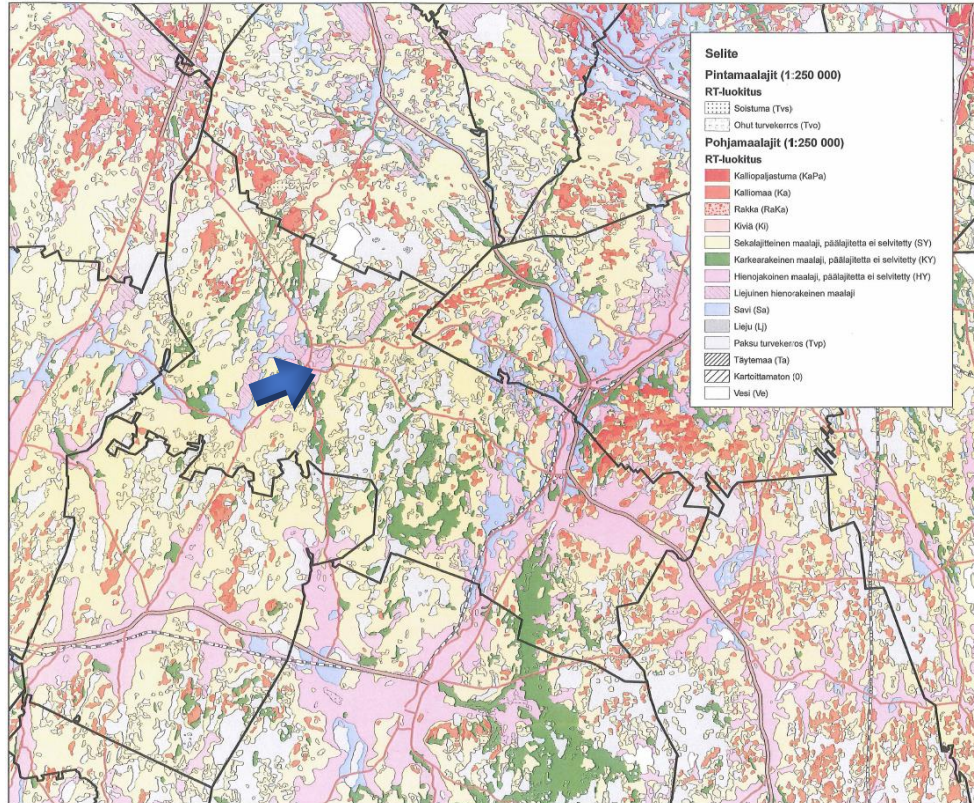 Selite
Pintamaalajit (1:250 000)
RT-luokitus
Soistuma (Tvs)
Ohut turvekerros (Tvo)
Pohjamaalajit (1:250 000)
RT-luokitus
Kalliopaljastuma (KaPa)
Kalliomaa (Ka)
Rakka (RaKa)
Kiviä (Ki)
Sekalajitteinen maalaji, päälajitetta ei selvitetty (SY)
Karkearakeinen maalaji, päälajitetta ei selvitetty (KY)
Hienojakoinen maalaji, päälajitetta ei selvitetty (HY)
Liejuinen hienorakeinen maalaji
Savi (Sa)
Lieju (Lj)
Paksu turvekerros (Tvp)
Täytemaa (Ta)
Kartoittamaton (0)
Vesi (Ve)